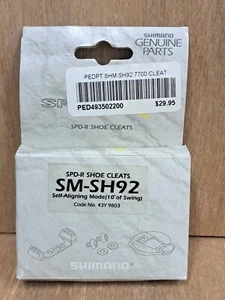 SHIMANO
GENUINE
PARTS
PEDPT SHM SH92 7700 CLEAT
PED493502200
$29.95
SPD-R SHOE CLEATS
SM-SH92
Self-Aligning Mode(10° of Swing)
Code No. 43Y 9803
SHIMANO